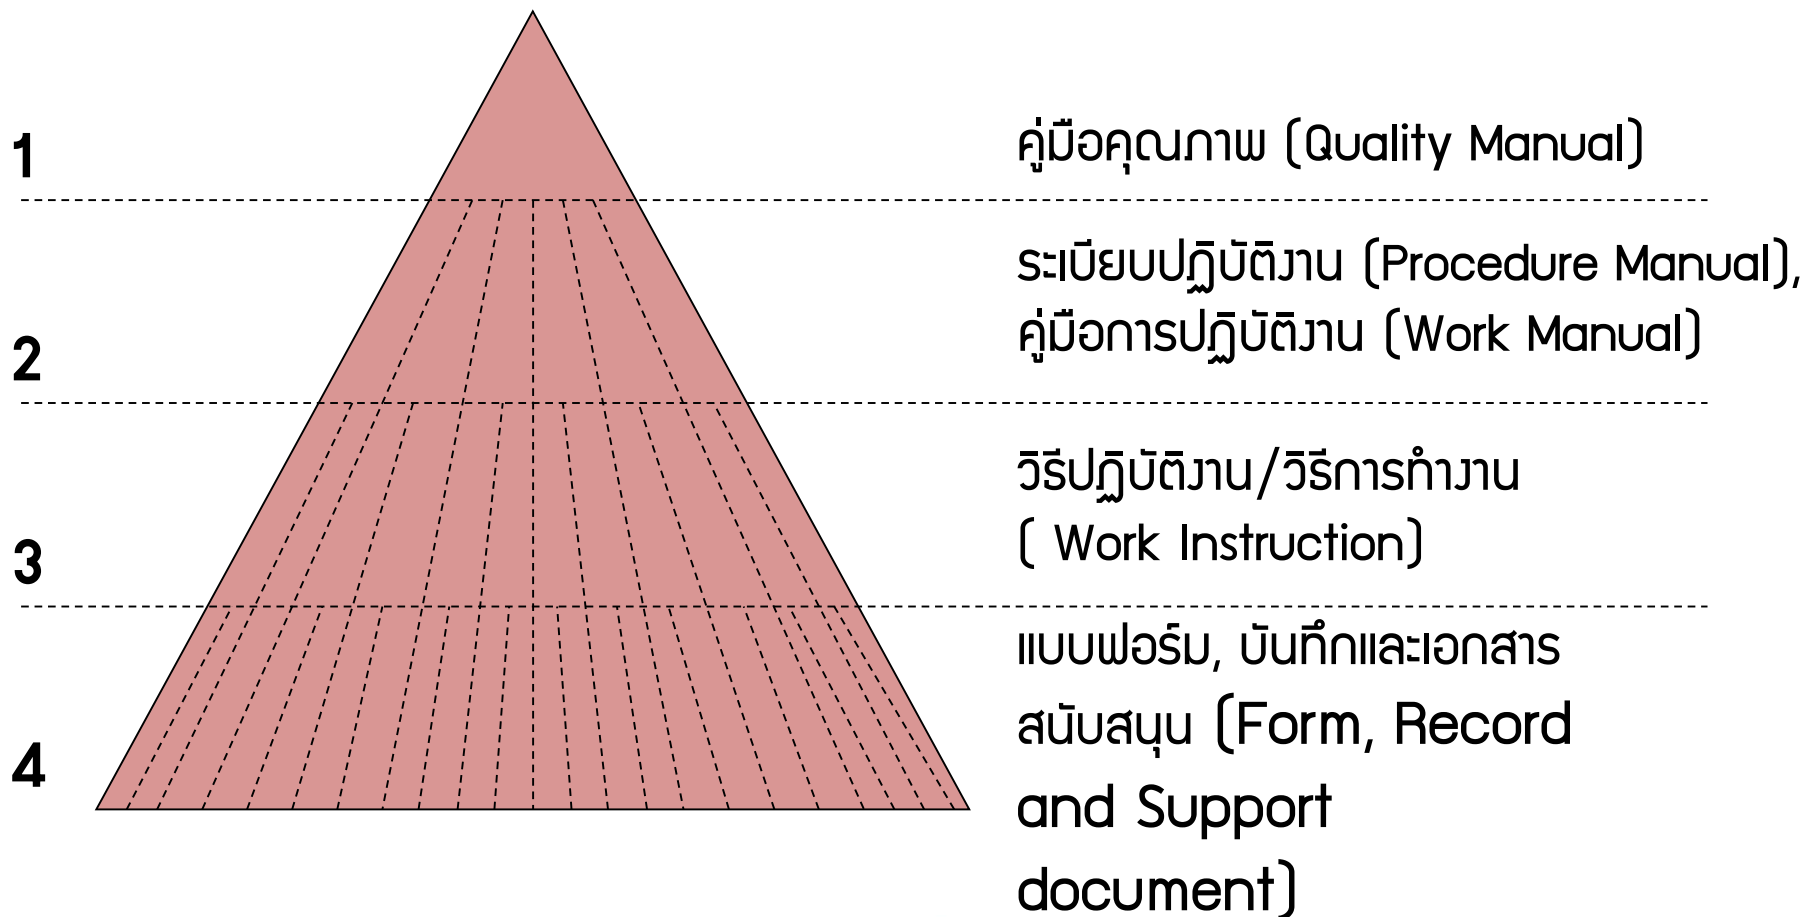 1
คู่มือคุณภาพ (Quality Manual)
2
ระเบียบปฏิบัติงาน (Procedure Manual),
คู่มือการปฏิบัติงาน (Work Manual)
3
วิธีปฏิบัติงาน/วิธีการทำงาน
( Work Instruction)
4
แบบฟอร์ม, บันทึกและเอกสาร
สนับสนุน (Form, Record
and Support
document)